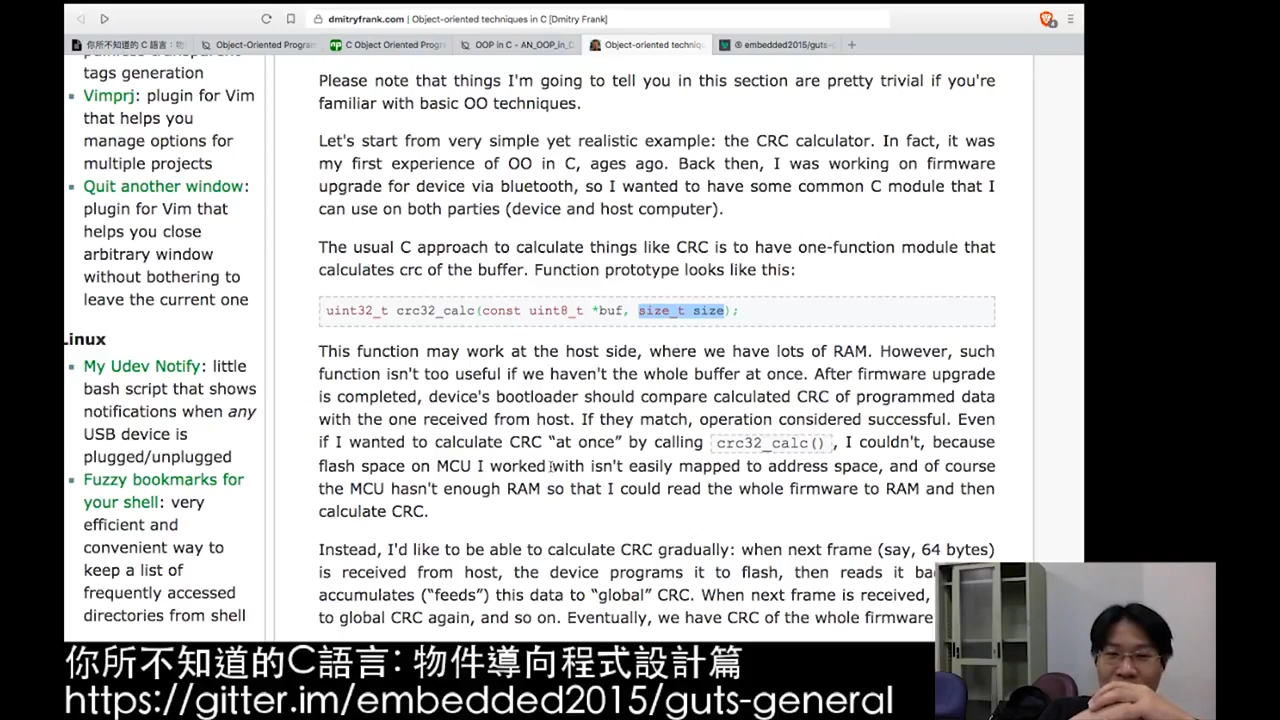 dmitryfrank.com | Object-oriented techniques in C [Dmitry Frank]
你所不知道的 C 語言: 物
Object-Oriented Program
C Object Oriented Progr
OOP in C - AN_OOP_in_C
Object-oriented techniqu
embedded2015/guts-
tags generation
Vimprj: plugin for Vim
that helps you
manage options for
multiple projects
Quit another window:
plugin for Vim that
helps you close
arbitrary window
without bothering to
leave the current one
Linux
My Udev Notify: little
bash script that shows
notifications when any
USB device is
plugged/unplugged
Fuzzy bookmarks for
your shell: very
efficient and
convenient way to
keep a list of
frequently accessed
directories from shell
Please note that things I'm going to tell you in this section are pretty trivial if you're
familiar with basic OO techniques.
Let's start from very simple yet realistic example: the CRC calculator. In fact, it was
my first experience of OO in C, ages ago. Back then, I was working on firmware
upgrade for device via bluetooth, so I wanted to have some common C module that I
can use on both parties (device and host computer).
The usual C approach to calculate things like CRC is to have one-function module that
calculates crc of the buffer. Function prototype looks like this:
uint32_t crc32_calc(const uint8_t *buf, size_t size);
This function may work at the host side, where we have lots of RAM. However, such
function isn't too useful if we haven't the whole buffer at once. After firmware upgrade
is completed, device's bootloader should compare calculated CRC of programmed data
with the one received from host. If they match, operation considered successful. Even
if I wanted to calculate CRC “at once” by calling crc32_calc() , I couldn't, because
flash space on MCU I worked with isn't easily mapped to address space, and of course
the MCU hasn't enough RAM so that I could read the whole firmware to RAM and then
calculate CRC.
Instead, I'd like to be able to calculate CRC gradually: when next frame (say, 64 bytes)
is received from host, the device programs it to flash, then reads it ba
accumulates (“feeds”) this data to “global” CRC. When next frame is received,
to global CRC again, and so on. Eventually, we have CRC of the whole firmware
你所不知道的C語言: 物件導向程式設計篇
https://gitter.im/embedded2015/guts-general